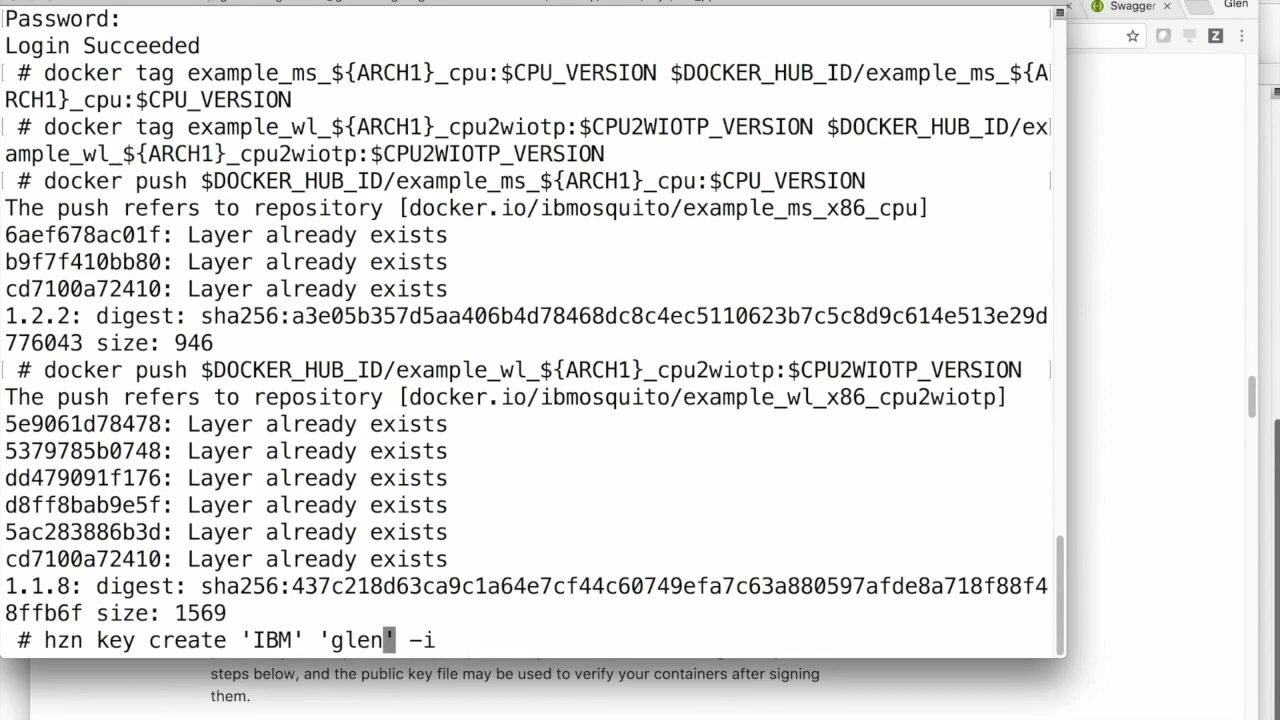 Swagger
Glen
Password:
Login Succeeded
# docker tag example_ms_${ARCH1}_cpu:$CPU_VERSION $DOCKER_HUB_ID/example_ms_${A
RCH1}_cpu:$CPU_VERSION
# docker tag example_wl_${ARCH1}_cpu2wiotp:$CPU2WIOTP_VERSION $DOCKER_HUB_ID/ex
ample_wl_${ARCH1}_cpu2wiotp:$CPU2WIOTP_VERSION
# docker push $DOCKER_HUB_ID/example_ms_${ARCH1}_cpu:$CPU_VERSION
The push refers to repository [docker.io/ibmosquito/example_ms_x86_cpu]
6aef678ac01f: Layer already exists
b9f7f410bb80: Layer already exists
cd7100a72410: Layer already exists
1.2.2: digest: sha256:a3e05b357d5aa406b4d78468dc8c4ec5110623b7c5c8d9c614e513e29d
776043 size: 946
# docker push $DOCKER_HUB_ID/example_wl_${ARCH1}_cpu2wiotp:$CPU2WIOTP_VERSION
The push refers to repository [docker.io/ibmosquito/example_wl_x86_cpu2wiotp]
5e9061d78478: Layer already exists
5379785b0748: Layer already exists
dd479091f176: Layer already exists
d8ff8bab9e5f: Layer already exists
5ac283886b3d: Layer already exists
cd7100a72410: Layer already exists
1.1.8: digest: sha256:437c218d63ca9c1a64e7cf44c60749efa7c63a880597afde8a718f88f4
8ffb6f size: 1569
# hzn key create 'IBM' 'glen' -i
steps below, and the public key file may be used to verify your containers after signing
them.